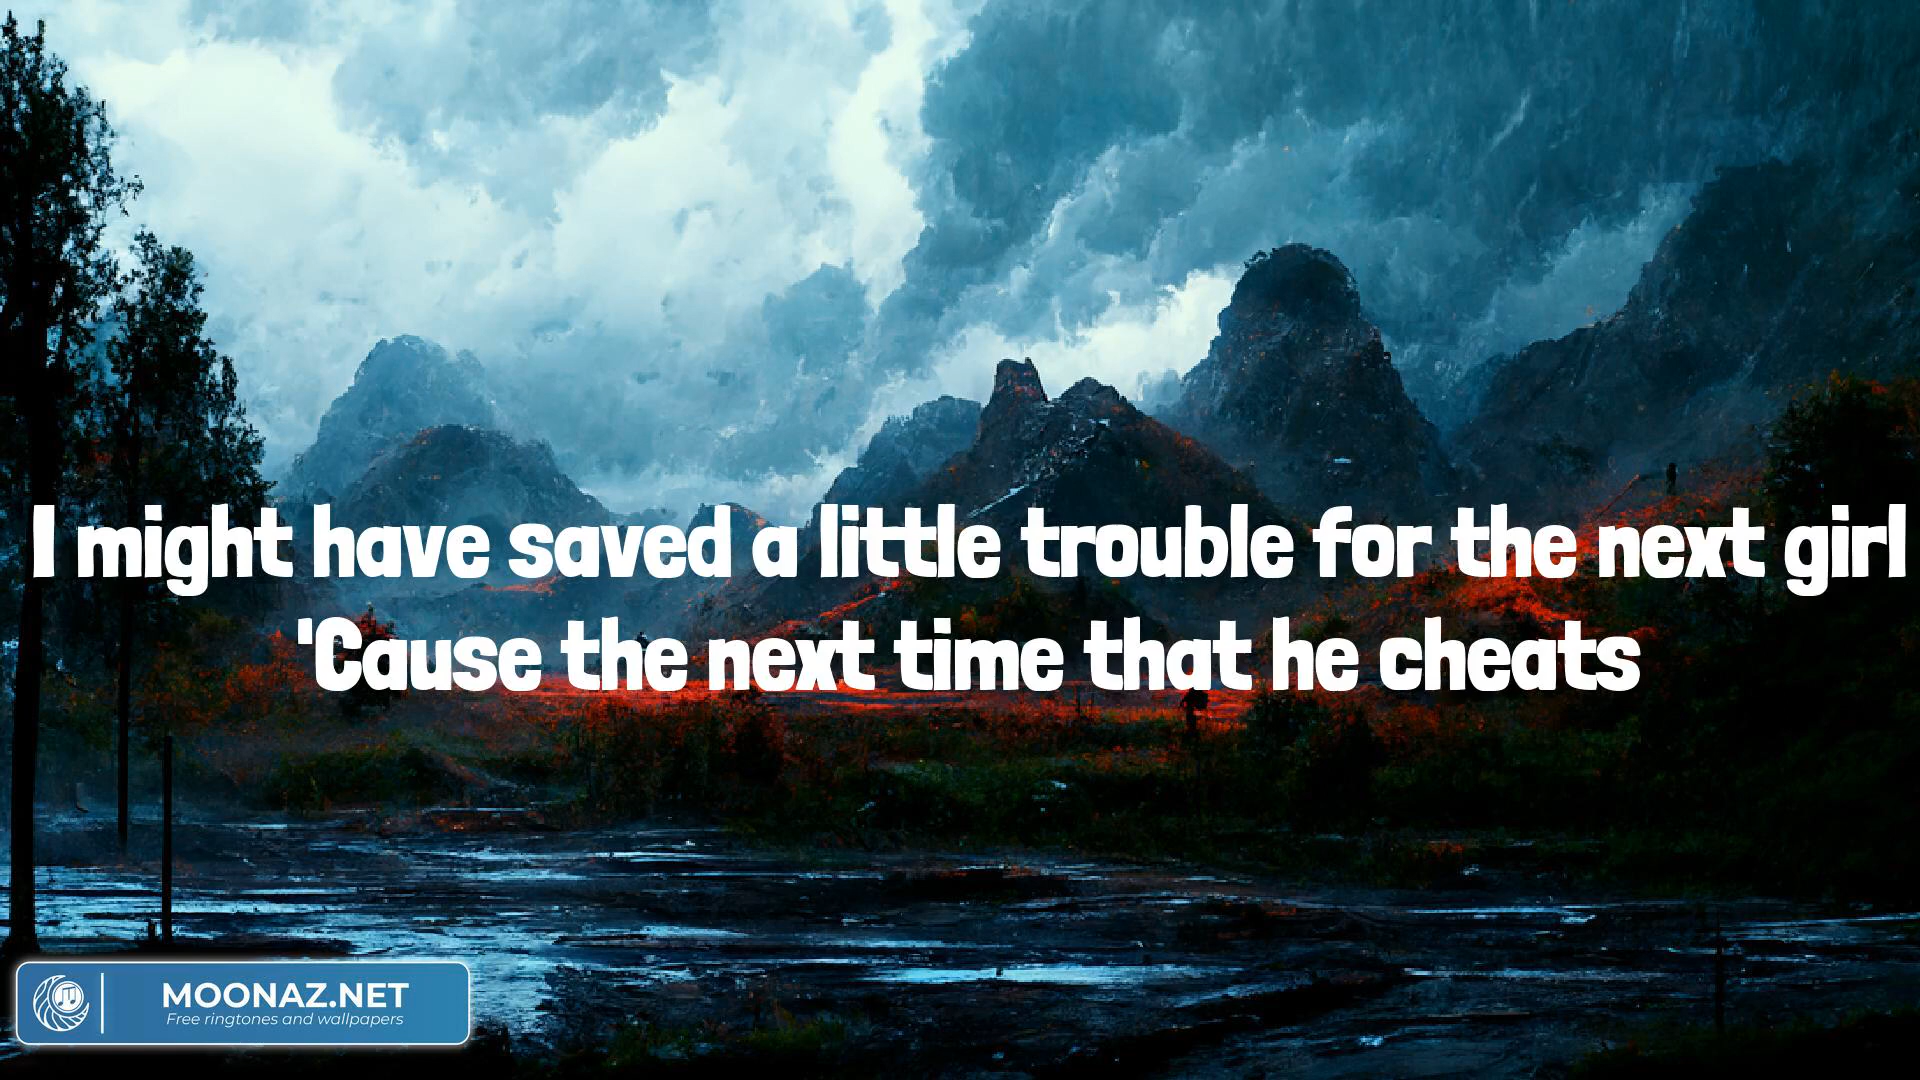 I might have saved a little trouble for the next girl
'Cause the next time that he cheats
MOONAZ.NET
Free ringtones and wallpapers